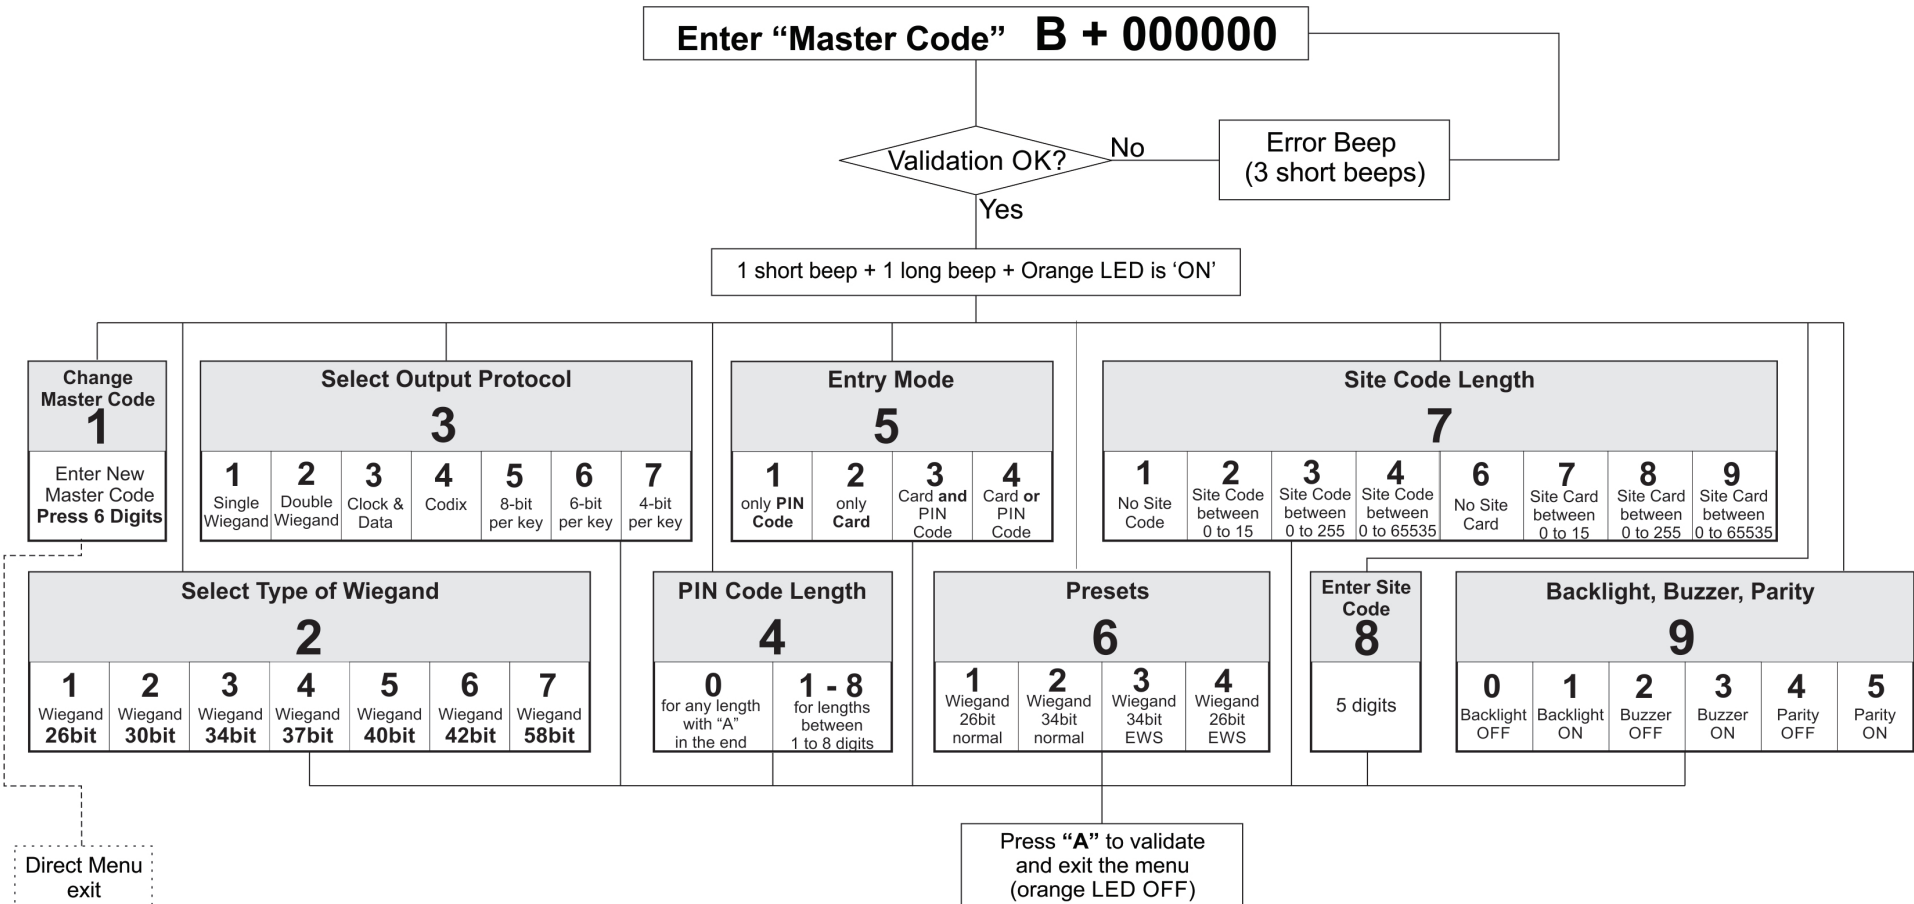 Enter “Master Code” B + 000000
Validation OK?
No
Error Beep
(3 short beeps)
Yes
1 short beep + 1 long beep + Orange LED is ‘ON’
Change
Master Code
1
Enter New
Master Code
Press 6 Digits
Select Output Protocol
3
1
Single
Wiegand
2
Double
Wiegand
3
Clock &
Data
4
Codix
5
8-bit
per key
6
6-bit
per key
7
4-bit
per key
Entry Mode
5
1
only PIN
Code
2
only
Card
3
Card and
PIN
Code
4
Card or
PIN
Code
Site Code Length
7
1
No Site
Code
2
Site Code
between
0 to 15
3
Site Code
between
0 to 255
4
Site Code
between
0 to 65535
6
No Site
Card
7
Site Card
between
0 to 15
8
Site Card
between
0 to 255
9
Site Card
between
0 to 65535
Select Type of Wiegand
2
1
Wiegand
26bit
2
Wiegand
30bit
3
Wiegand
34bit
4
Wiegand
37bit
5
Wiegand
40bit
6
Wiegand
42bit
7
Wiegand
58bit
PIN Code Length
4
0
for any length
with “A”
in the end
1 - 8
for lengths
between
1 to 8 digits
Presets
6
1
Wiegand
26bit
normal
2
Wiegand
34bit
normal
3
Wiegand
34bit
EWS
4
Wiegand
26bit
EWS
Enter Site
Code
8
5 digits
Backlight, Buzzer, Parity
9
0
Backlight
OFF
1
Backlight
ON
2
Buzzer
OFF
3
Buzzer
ON
4
Parity
OFF
5
Parity
ON
Direct Menu
exit
Press “A” to validate
and exit the menu
(orange LED OFF)